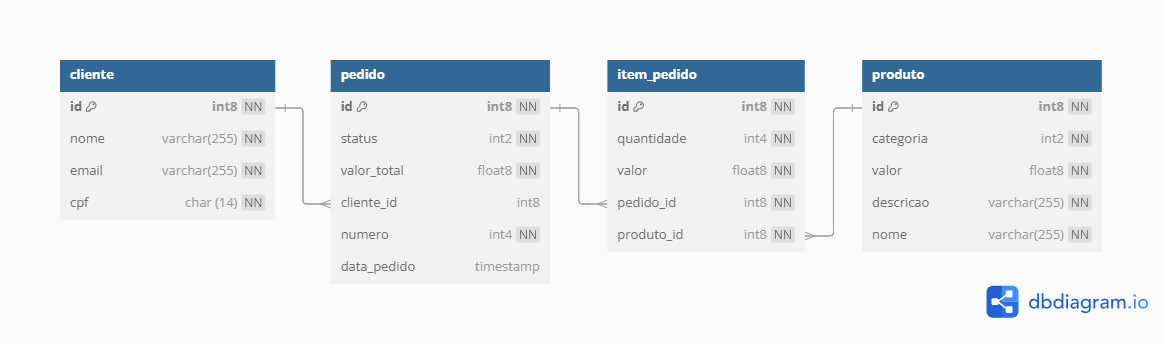 cliente
id int8 NN
nome varchar(255) NN
email varchar(255) NN
cpf char (14) NN
pedido
id int8 NN
status int2 NN
valor_total float8 NN
cliente_id int8
numero int4 NN
data_pedido timestamp
item_pedido
id int8 NN
quantidade int4 NN
valor float8 NN
pedido_id int8 NN
produto_id int8 NN
produto
id int8 NN
categoria int2 NN
valor float8 NN
descricao varchar(255) NN
nome varchar(255) NN
dbdiagram.io